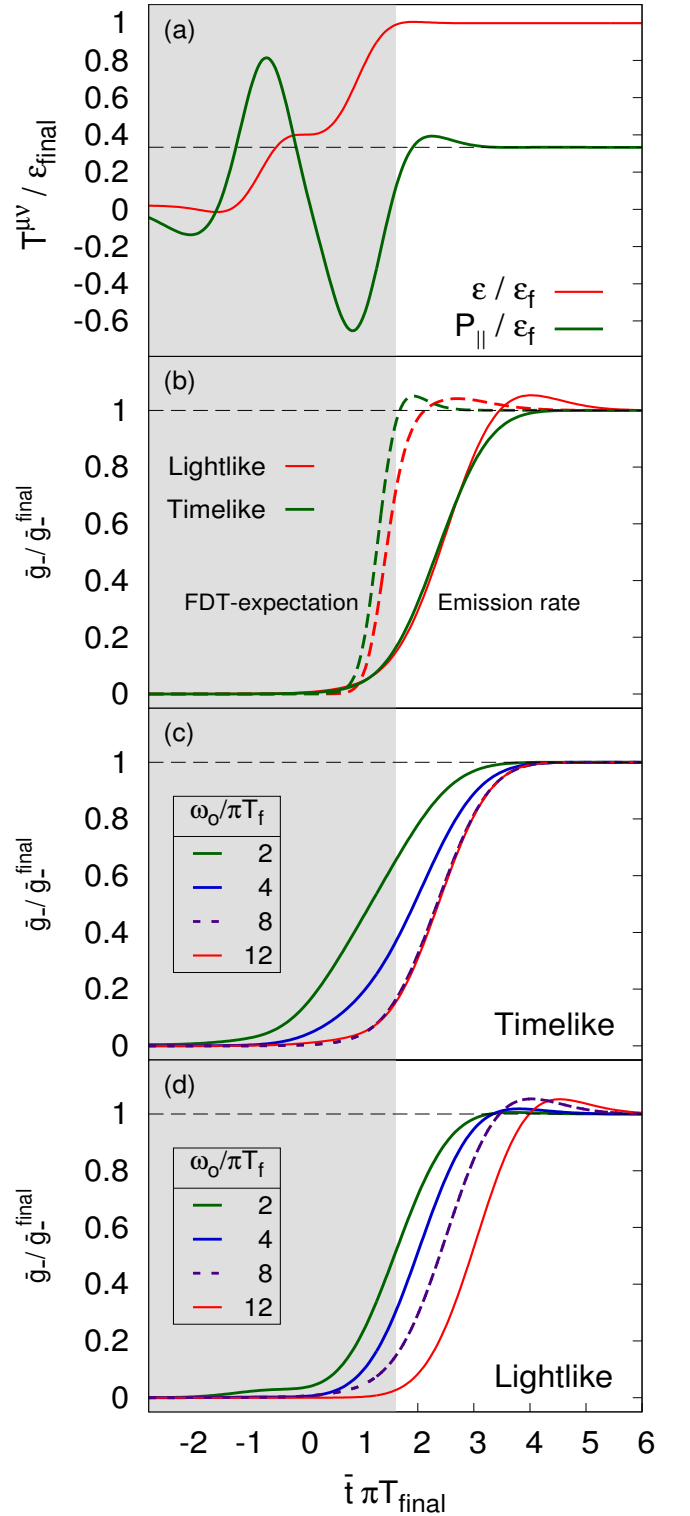 (a)
1
0.8
0.6
0.4
0.2
0
-0.2
-0.4
-0.6
T^μν / ε_final
ε / ε_f
P_|| / ε_f
(b)
1
0.8
0.6
0.4
0.2
0
ḡ₋/ ḡ₋^final
Lightlike
Timelike
FDT-expectation
Emission rate
(c)
1
0.8
0.6
0.4
0.2
0
ḡ₋/ ḡ₋^final
ω_o/πT_f
2
4
8
12
Timelike
(d)
1
0.8
0.6
0.4
0.2
0
ḡ₋/ ḡ₋^final
ω_o/πT_f
2
4
8
12
Lightlike
-2 -1 0 1 2 3 4 5 6
t̄ πT_final